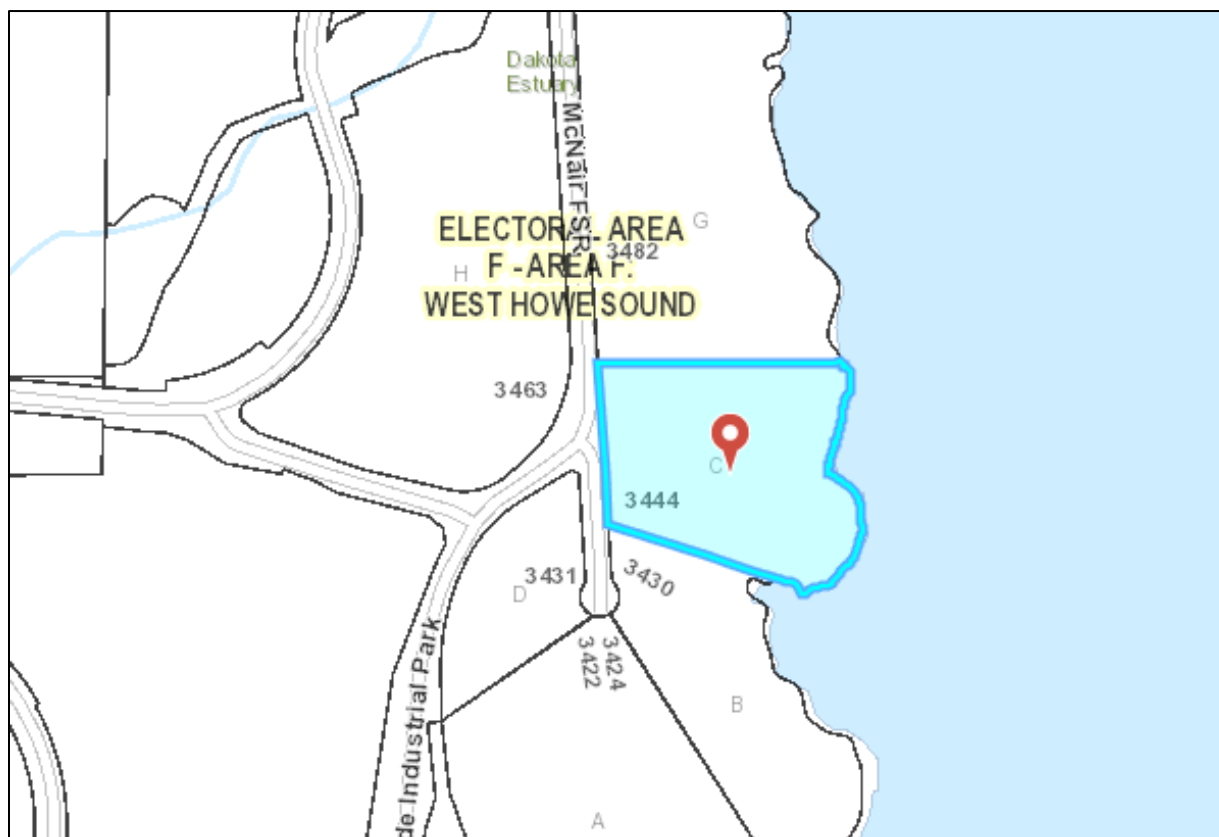 Dakota
Estuary
McNair FSR
G
ELECTORAL AREA
F - AREA F:
WEST HOWE SOUND
3482
H
3463
C
3444
3431
3430
D
3422
3424
B
de Industrial Park
A